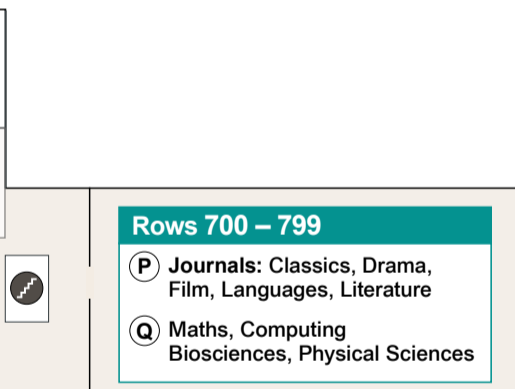 Rows 700 – 799
P Journals: Classics, Drama,
Film, Languages, Literature
Q Maths, Computing
Biosciences, Physical Sciences